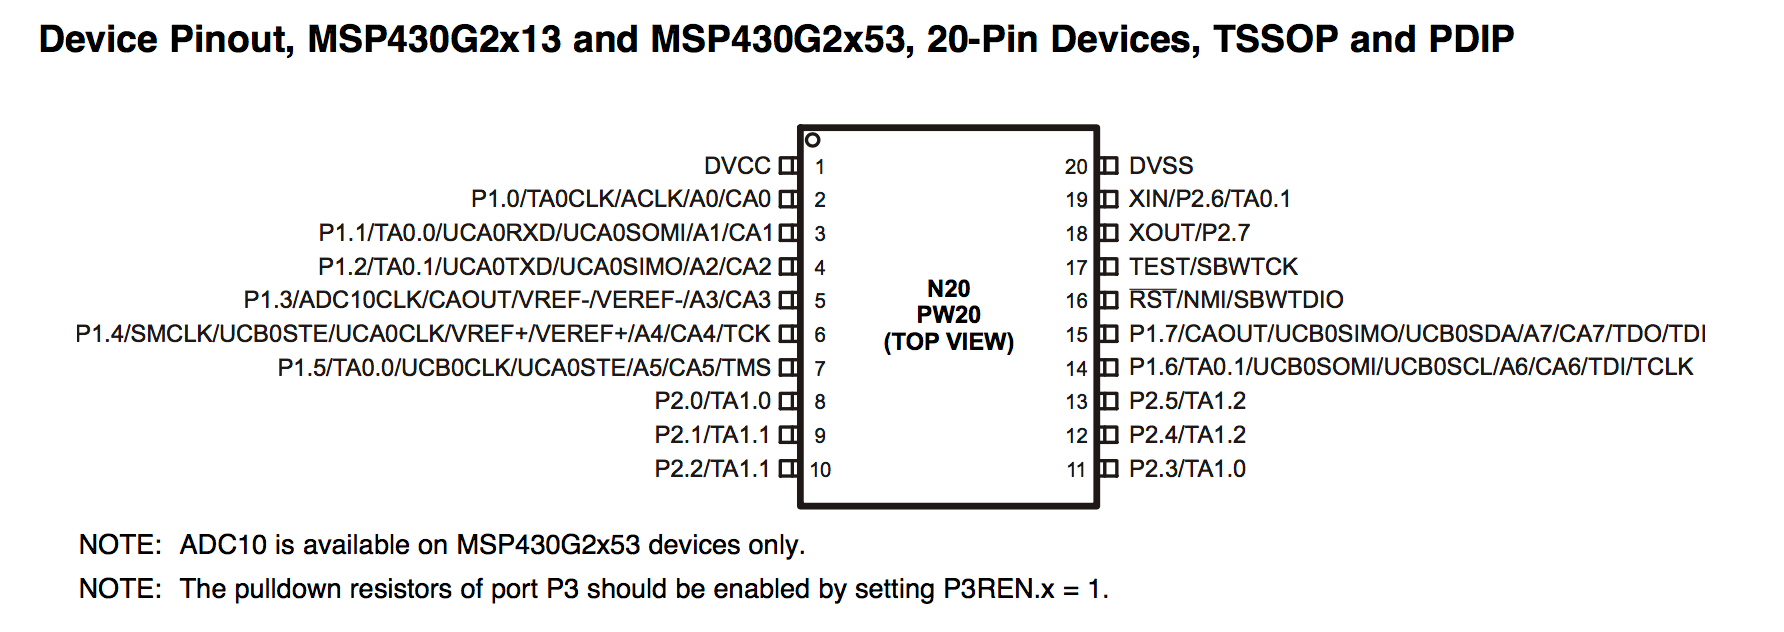 Device Pinout, MSP430G2x13 and MSP430G2x53, 20-Pin Devices, TSSOP and PDIP
DVCC 1 20 DVSS
P1.0/TA0CLK/ACLK/A0/CA0 2 19 XIN/P2.6/TA0.1
P1.1/TA0.0/UCA0RXD/UCA0SOMI/A1/CA1 3 18 XOUT/P2.7
P1.2/TA0.1/UCA0TXD/UCA0SIMO/A2/CA2 4 17 TEST/SBWTCK
P1.3/ADC10CLK/CAOUT/VREF-/VEREF-/A3/CA3 5 16 RST/NMI/SBWTDIO
P1.4/SMCLK/UCB0STE/UCA0CLK/VREF+/VEREF+/A4/CA4/TCK 6 15 P1.7/CAOUT/UCB0SIMO/UCB0SDA/A7/CA7/TDO/TDI
P1.5/TA0.0/UCB0CLK/UCA0STE/A5/CA5/TMS 7 14 P1.6/TA0.1/UCB0SOMI/UCB0SCL/A6/CA6/TDI/TCLK
P2.0/TA1.0 8 13 P2.5/TA1.2
P2.1/TA1.1 9 12 P2.4/TA1.2
P2.2/TA1.1 10 11 P2.3/TA1.0
N20
PW20
(TOP VIEW)
NOTE: ADC10 is available on MSP430G2x53 devices only.
NOTE: The pulldown resistors of port P3 should be enabled by setting P3REN.x = 1.